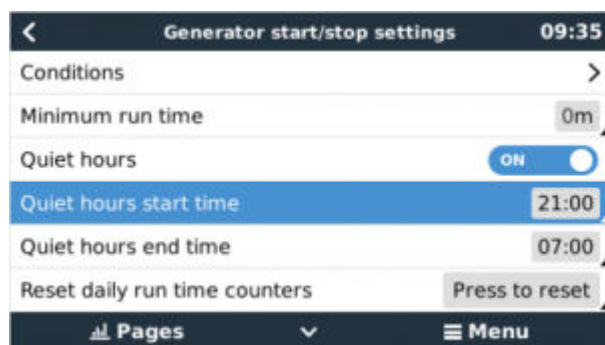 Generator start/stop settings 09:35
Conditions
Minimum run time 0m
Quiet hours ON
Quiet hours start time 21:00
Quiet hours end time 07:00
Reset daily run time counters Press to reset
Pages Menu